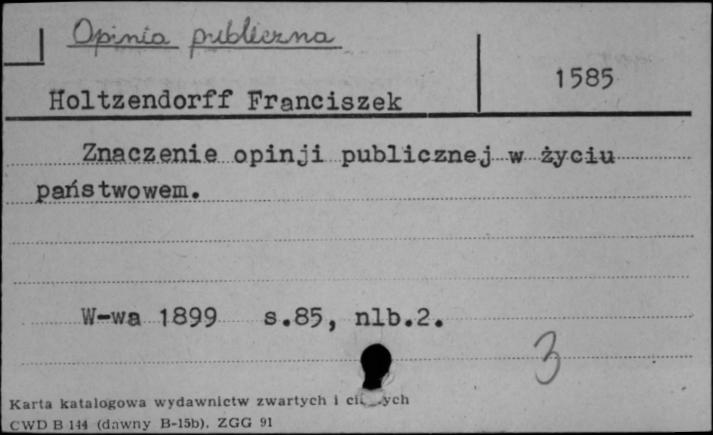 Opinia publiczna
1585
Holtzendorff Franciszek
Znaczenie opinji publicznej w życiu
państwowem.
W-wa 1899 s.85, nlb.2.
3
Karta katalogowa wydawnictw zwartych i
CWD B 144 (dawny B-15b). ZGG 91